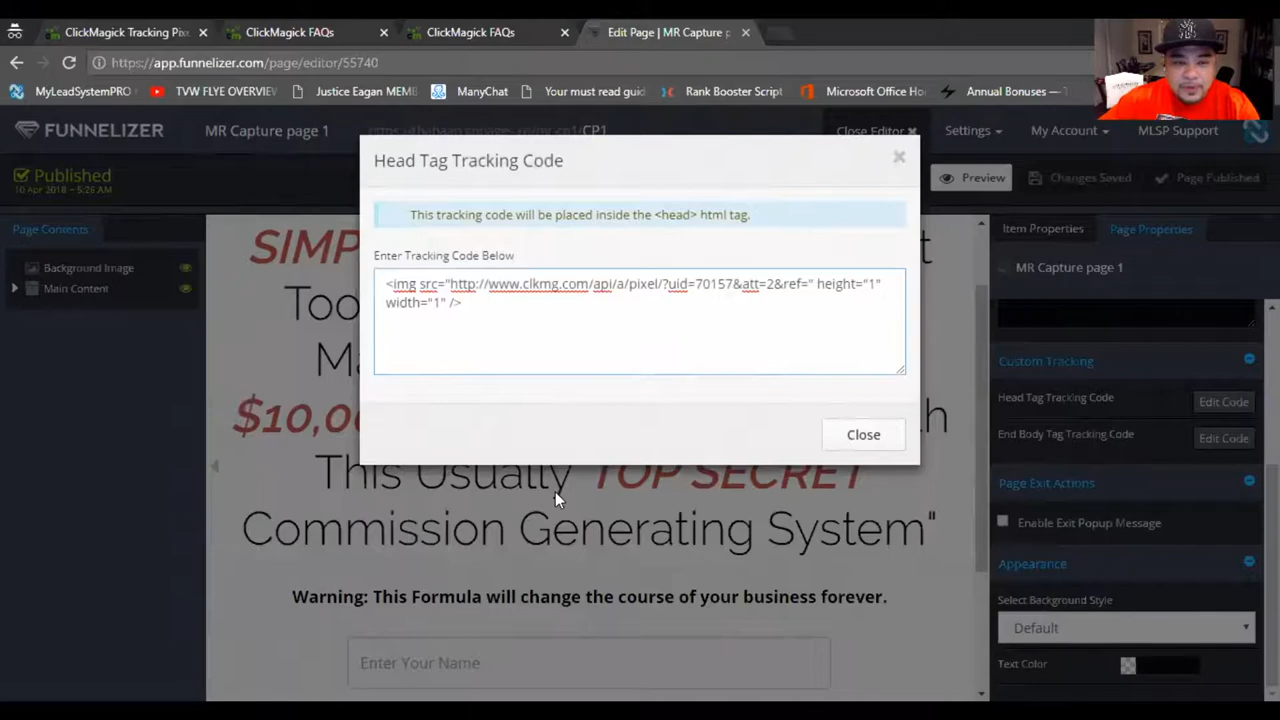 ClickMagick Tracking Pixe
ClickMagick FAQs
ClickMagick FAQs
Edit Page | MR Capture p
https://app.funnelizer.com/page/editor/55740
MyLeadSystemPRO
TVW FLYE OVERVIEW
Justice Eagan MEMB
ManyChat
Your must read guid
Rank Booster Script
Microsoft Office Ho
Annual Bonuses —
FUNNELIZER
MR Capture page 1
Close Editor
Settings
My Account
MLSP Support
Published
10 Apr 2018 - 5:26 AM
Preview
Changes Saved
Page Published
Page Contents
Background Image
Main Content
Head Tag Tracking Code
This tracking code will be placed inside the <head> html tag.
Enter Tracking Code Below
<img src="http://www.clkmg.com/api/a/pixel/?uid=70157&att=2&ref=" height="1"
width="1" />
Close
This Usually TOP SECRET
Commission Generating System"
Warning: This Formula will change the course of your business forever.
Enter Your Name
Item Properties
Page Properties
MR Capture page 1
Custom Tracking
Head Tag Tracking Code
Edit Code
End Body Tag Tracking Code
Edit Code
Page Exit Actions
Enable Exit Popup Message
Appearance
Select Background Style
Default
Text Color